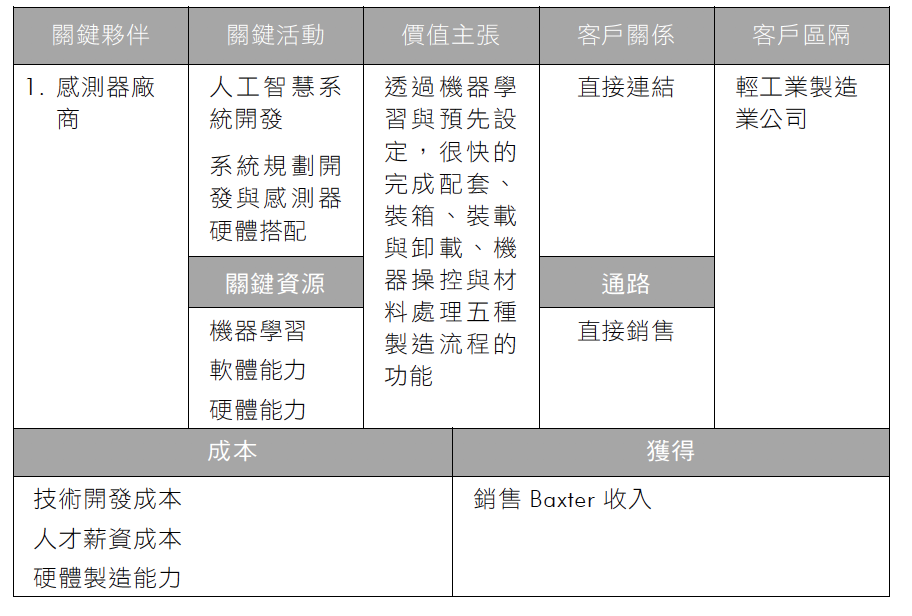 關鍵夥伴
關鍵活動
價值主張
客戶關係
客戶區隔
1. 感測器廠
商
人工智慧系
統開發
系統規劃開
發與感測器
硬體搭配
關鍵資源
機器學習
軟體能力
硬體能力
透過機器學
習與預先設
定，很快的
完成配套、
裝箱、裝載
與卸載、機
器操控與材
料處理五種
製造流程的
功能
直接連結
通路
直接銷售
輕工業製造
業公司
成本
技術開發成本
人才薪資成本
硬體製造能力
獲得
銷售 Baxter 收入